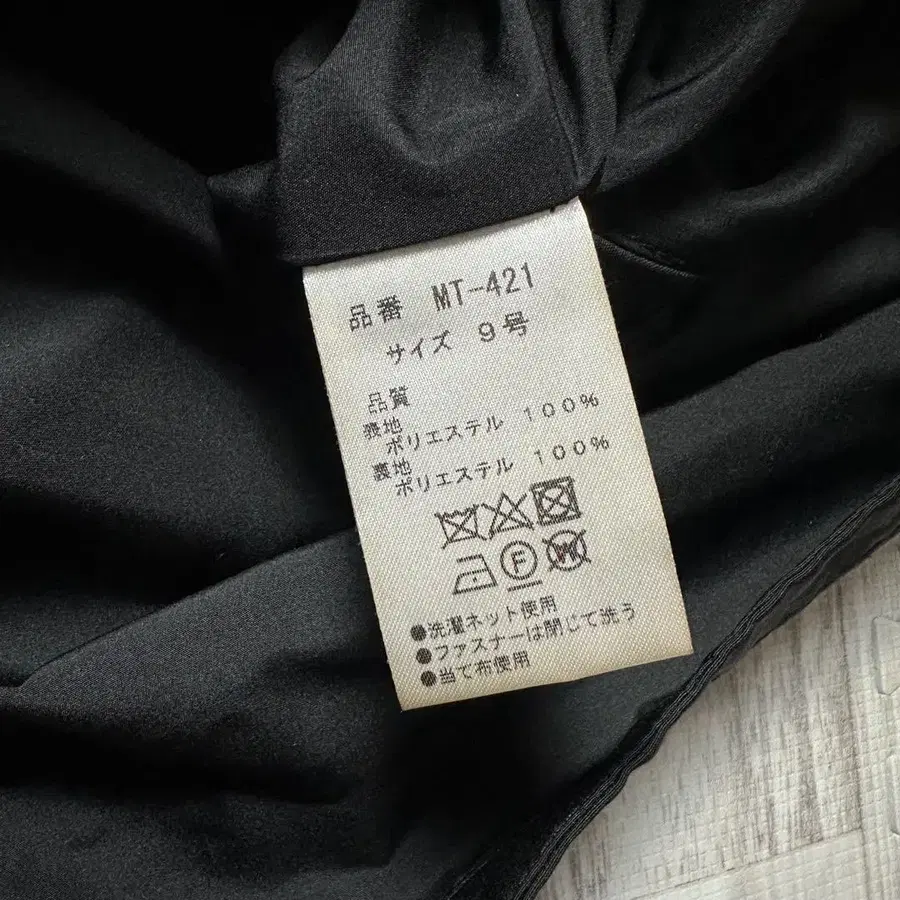 品番 MT-421
サイズ 9号
品質
表地
ポリエステル 100%
裏地
ポリエステル 100%
F
W
●洗濯ネット使用
●ファスナーは閉じて洗う
●当て布使用